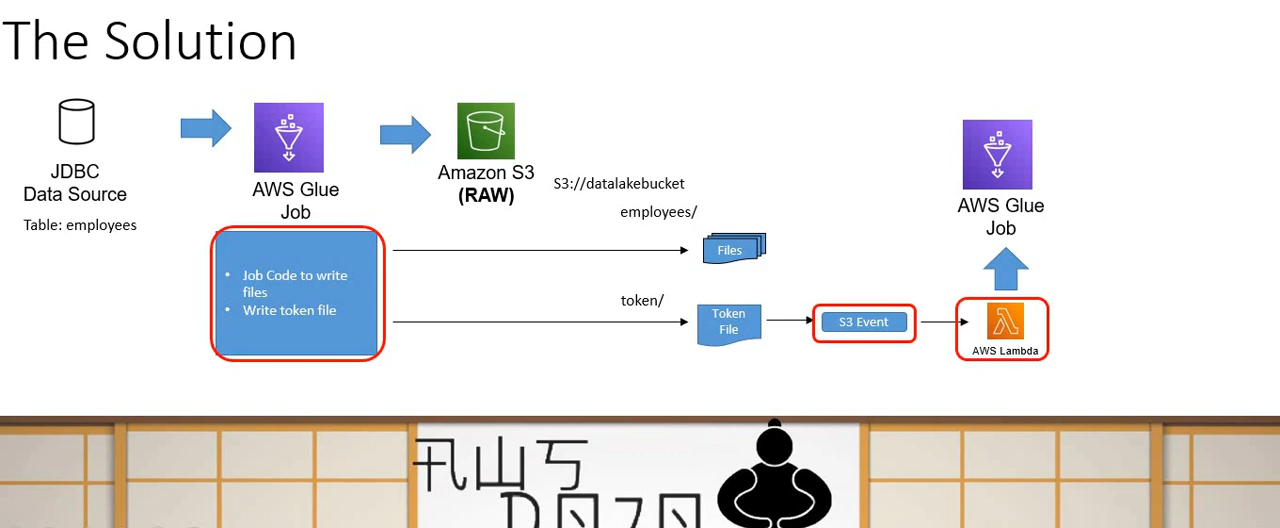 The Solution
JDBC
Data Source
Table: employees
AWS Glue
Job
Amazon S3
(RAW)
S3://datalakebucket
employees/
Files
• Job Code to write
files
• Write token file
token/
Token
File
S3 Event
AWS Glue
Job
AWS Lambda